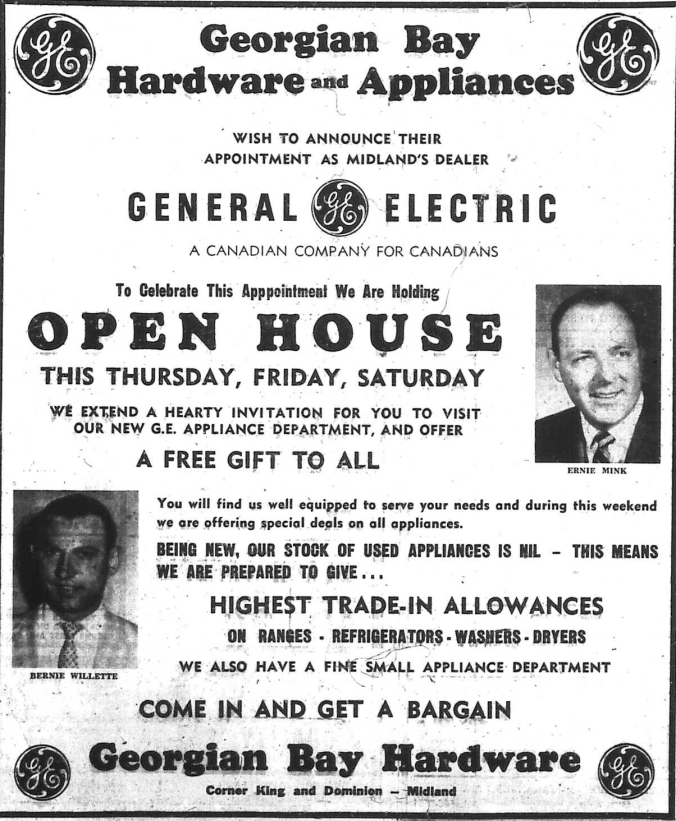 Georgian Bay
Hardware and Appliances
WISH TO ANNOUNCE THEIR
APPOINTMENT AS MIDLAND'S DEALER
GENERAL GE ELECTRIC
A CANADIAN COMPANY FOR CANADIANS
To Celebrate This Apppointment We Are Holding
OPEN HOUSE
THIS THURSDAY, FRIDAY, SATURDAY
WE EXTEND A HEARTY INVITATION FOR YOU TO VISIT
OUR NEW G.E. APPLIANCE DEPARTMENT, AND OFFER
A FREE GIFT TO ALL
ERNIE MINK
You will find us well equipped to serve your needs and during this weekend
we are offering special deals on all appliances.
BEING NEW, OUR STOCK OF USED APPLIANCES IS NIL – THIS MEANS
WE ARE PREPARED TO GIVE...
HIGHEST TRADE-IN ALLOWANCES
ON RANGES - REFRIGERATORS - WASHERS - DRYERS
WE ALSO HAVE A FINE SMALL APPLIANCE DEPARTMENT
BERNIE WILLETTE
COME IN AND GET A BARGAIN
GE Georgian Bay Hardware GE
Corner King and Dominion – Midland